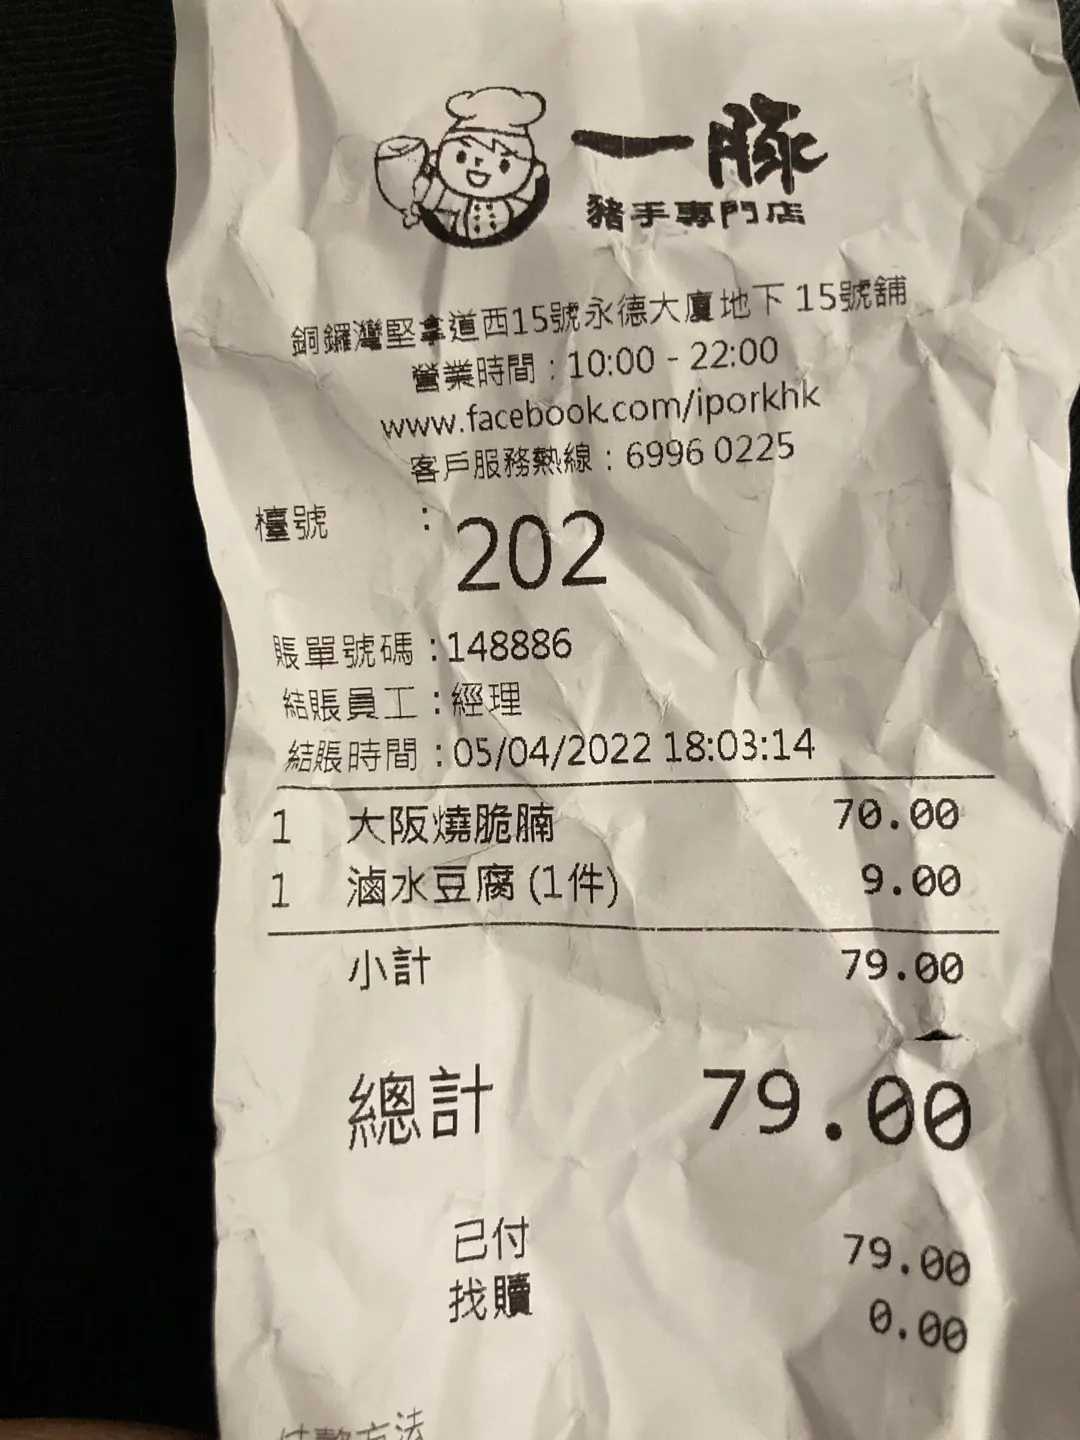 一豚
豬手專門店
銅鑼灣堅拿道西15號永德大廈地下 15號舖
營業時間：10:00 - 22:00
www.facebook.com/iporkhk
客戶服務熱線：6996 0225
檯號 : 202
賬單號碼 : 148886
結賬員工 : 經理
結賬時間 : 05/04/2022 18:03:14
1 大阪燒脆腩 70.00
1 滷水豆腐 (1件) 9.00
小計 79.00
總計 79.00
已付 79.00
找贖 0.00
付款方法